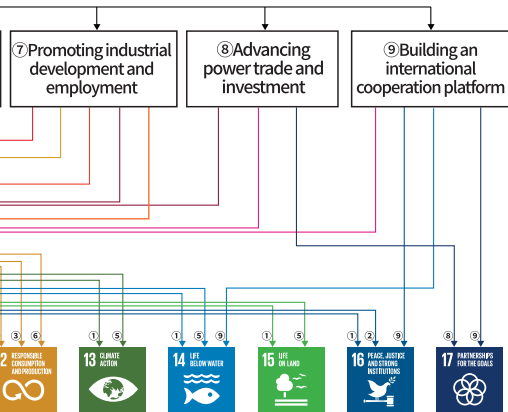 ⑦Promoting industrial
development and
employment
⑧Advancing
power trade and
investment
⑨Building an
international
cooperation platform
③ ⑥ ① ⑤ ① ⑤ ⑨ ① ⑤ ① ② ⑨ ⑧ ⑨
2 RESPONSIBLE
CONSUMPTION
AND PRODUCTION
13 CLIMATE
ACTION
14 LIFE
BELOW WATER
15 LIFE
ON LAND
16 PEACE, JUSTICE
AND STRONG
INSTITUTIONS
17 PARTNERSHIPS
FOR THE GOALS